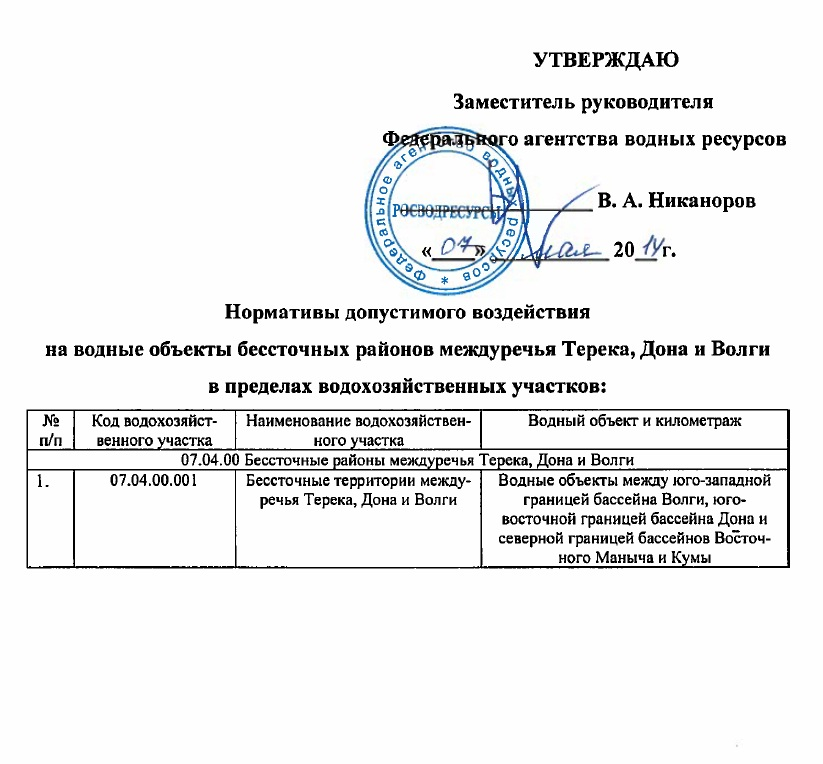 УТВЕРЖДАЮ
Заместитель руководителя
Федерального агентства водных ресурсов
Федеральное агентство водных ресурсов *
РОСВОДРЕСУРСЫ
В. А. Никаноров
« 07 » мая 20 14 г.
Нормативы допустимого воздействия
на водные объекты бессточных районов междуречья Терека, Дона и Волги
в пределах водохозяйственных участков:
№ Код водохозяйст- Наименование водохозяйствен- Водный объект и километраж
п/п венного участка ного участка
07.04.00 Бессточные районы междуречья Терека, Дона и Волги
1. 07.04.00.001 Бессточные территории между- Водные объекты между юго-западной
речья Терека, Дона и Волги границей бассейна Волги, юго-
восточной границей бассейна Дона и
северной границей бассейнов Восточ-
ного Маныча и Кумы